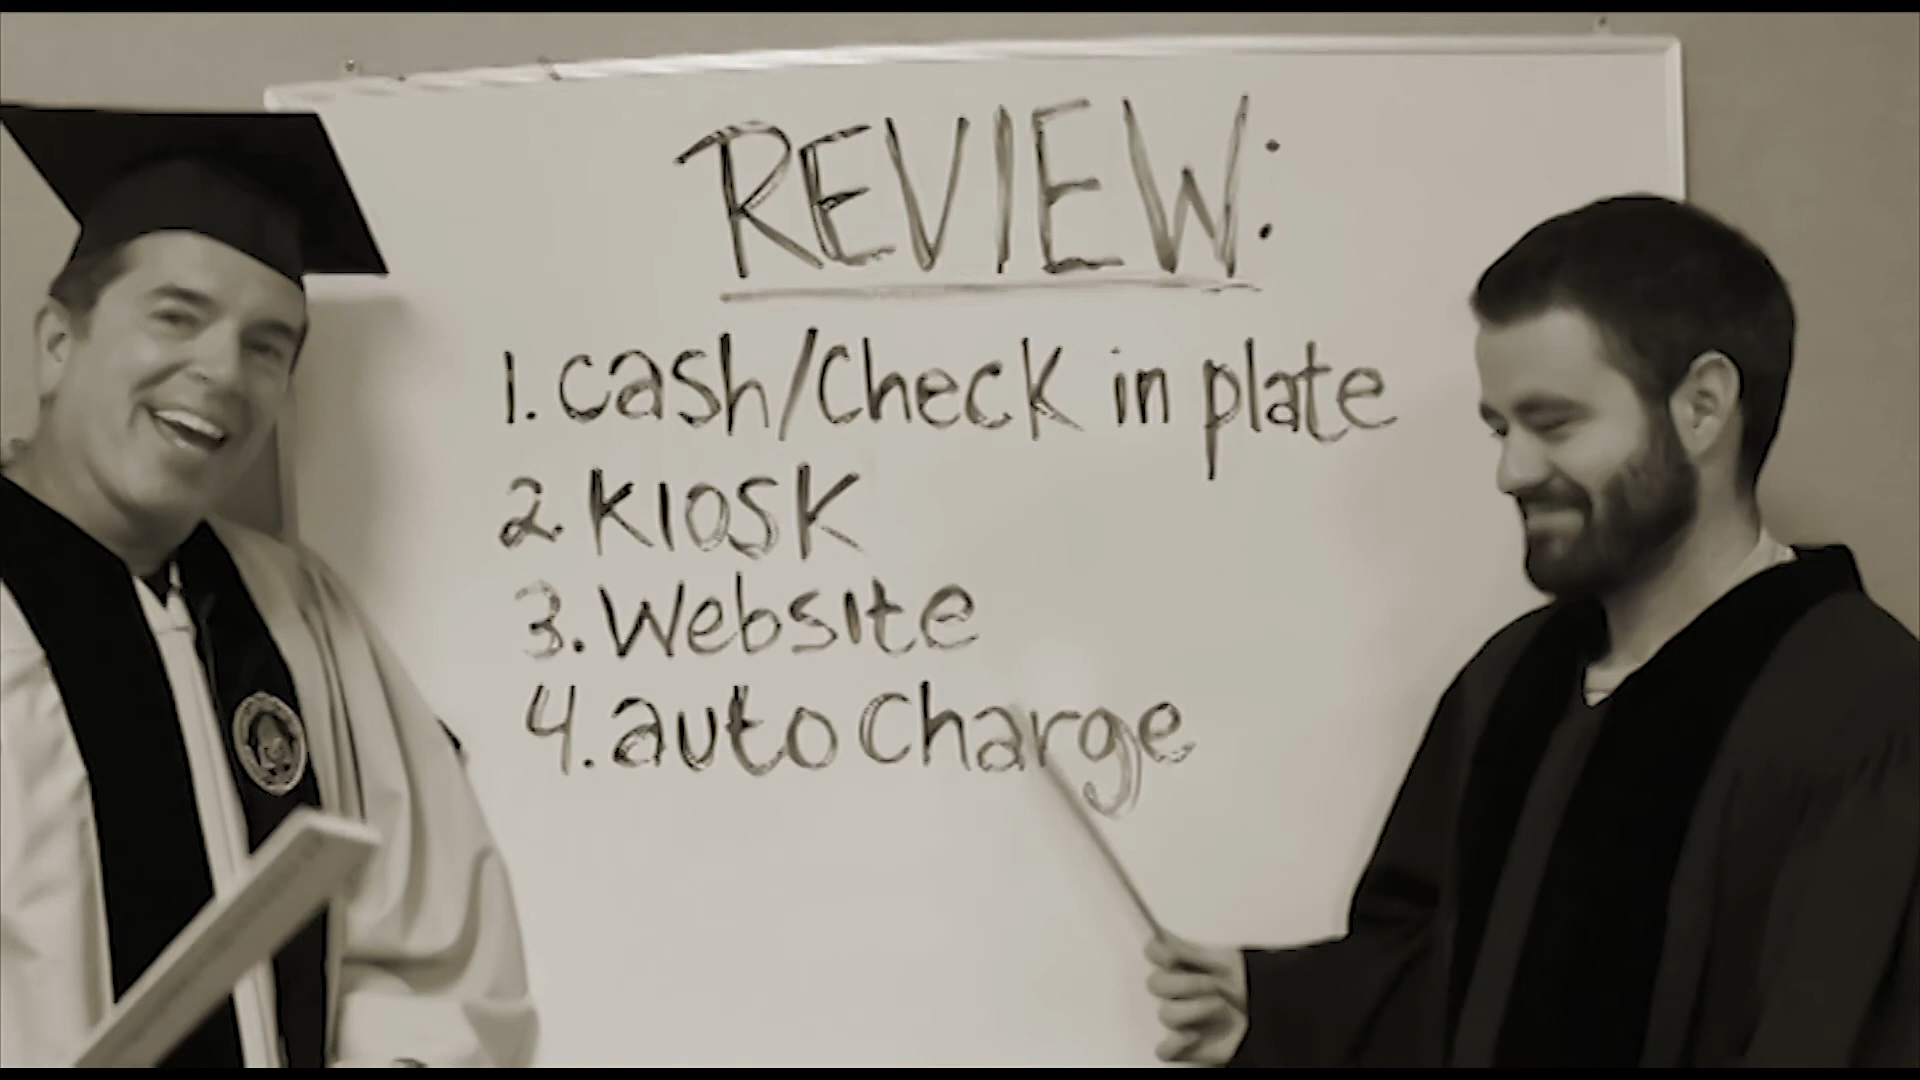 REVIEW:
1. cash/check in plate
2. KIOSK
3. Website
4. auto charge